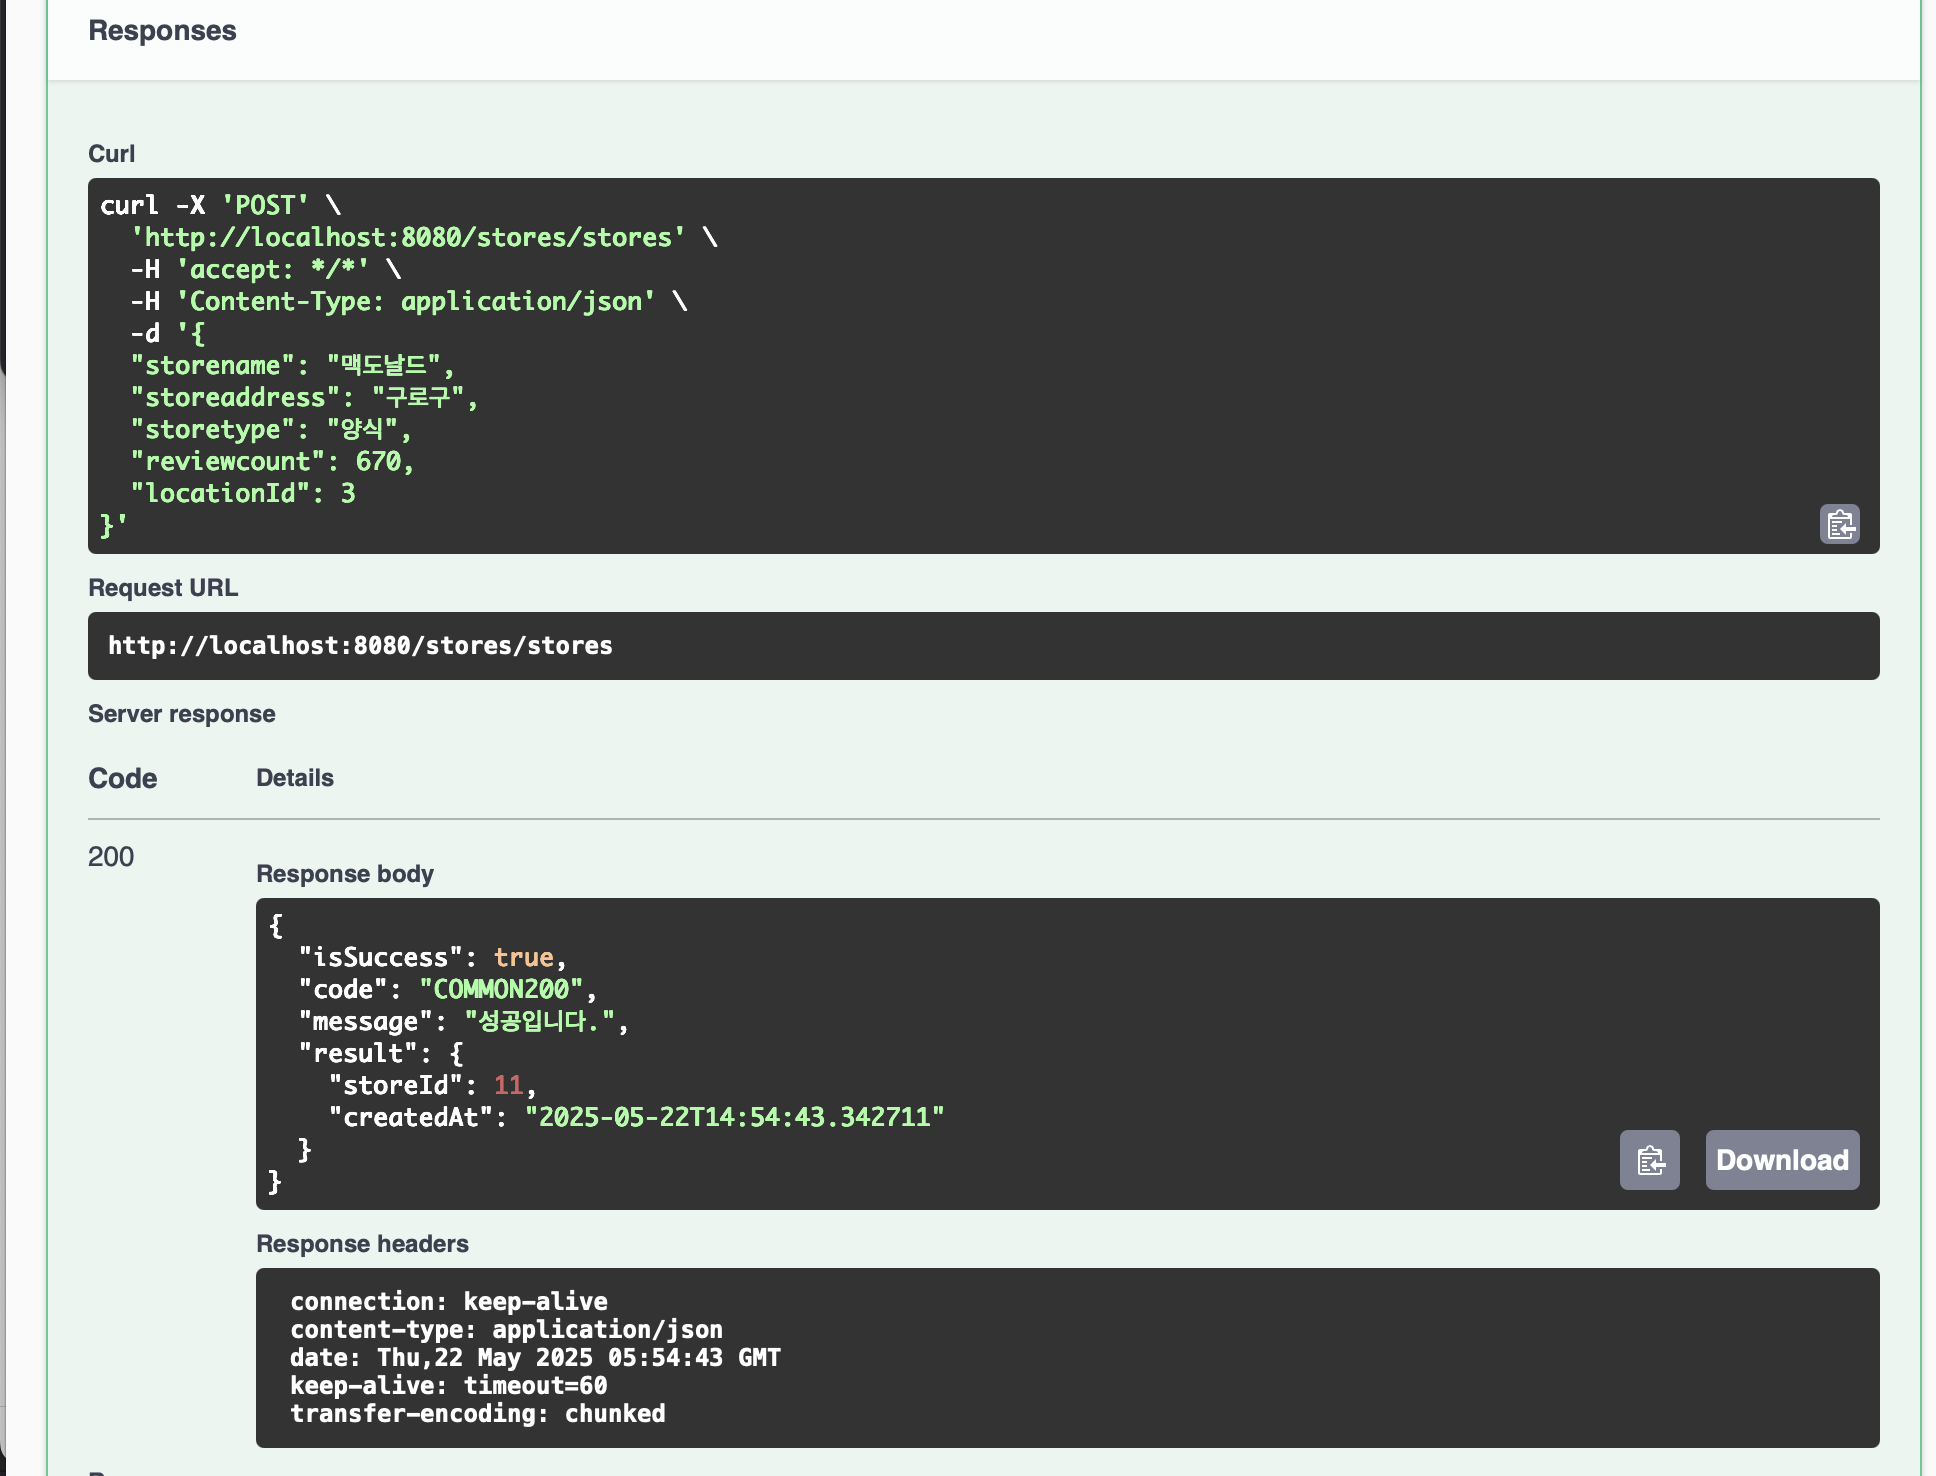 Responses
Curl
curl -X 'POST' \
  'http://localhost:8080/stores/stores' \
  -H 'accept: */*' \
  -H 'Content-Type: application/json' \
  -d '{
  "storename": "맥도날드",
  "storeaddress": "구로구",
  "storetype": "양식",
  "reviewcount": 670,
  "locationId": 3
}'
Request URL
http://localhost:8080/stores/stores
Server response
Code Details
200
Response body
{
  "isSuccess": true,
  "code": "COMMON200",
  "message": "성공입니다.",
  "result": {
    "storeId": 11,
    "createdAt": "2025-05-22T14:54:43.342711"
  }
}
Download
Response headers
connection: keep-alive
content-type: application/json
date: Thu,22 May 2025 05:54:43 GMT
keep-alive: timeout=60
transfer-encoding: chunked